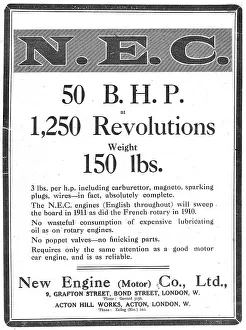 N.E.C.
50 B.H.P.
at
1,250 Revolutions
Weight
150 lbs.
3 lbs. per h.p. including carburettor, magneto, sparking
plugs, wires—in fact, absolutely complete.
The N.E.C. engines (English throughout) will sweep
the board in 1911 as did the French rotary in 1910.
No wasteful consumption of expensive lubricating
oil as on rotary engines.
No poppet valves—no finicking parts.
Requires only the same attention as a good motor
car engine, and is as reliable.
New Engine (Motor) Co., Ltd.,
9, GRAFTON STREET, BOND STREET, LONDON, W.
ACTON HILL WORKS, ACTON, LONDON, W.